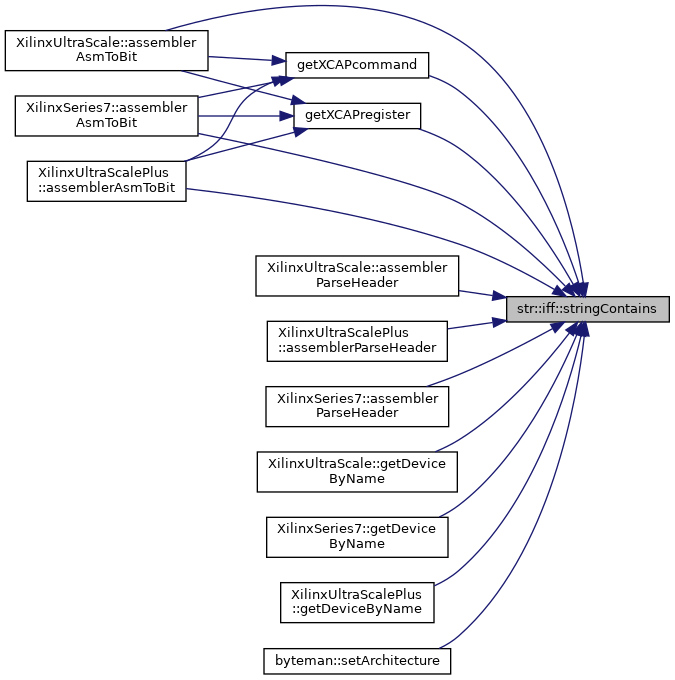 XilinxUltraScale::assembler
AsmToBit
getXCAPcommand
XilinxSeries7::assembler
AsmToBit
getXCAPregister
XilinxUltraScalePlus
::assemblerAsmToBit
XilinxUltraScale::assembler
ParseHeader
str::iff::stringContains
XilinxUltraScalePlus
::assemblerParseHeader
XilinxSeries7::assembler
ParseHeader
XilinxUltraScale::getDevice
ByName
XilinxSeries7::getDevice
ByName
XilinxUltraScalePlus
::getDeviceByName
byteman::setArchitecture